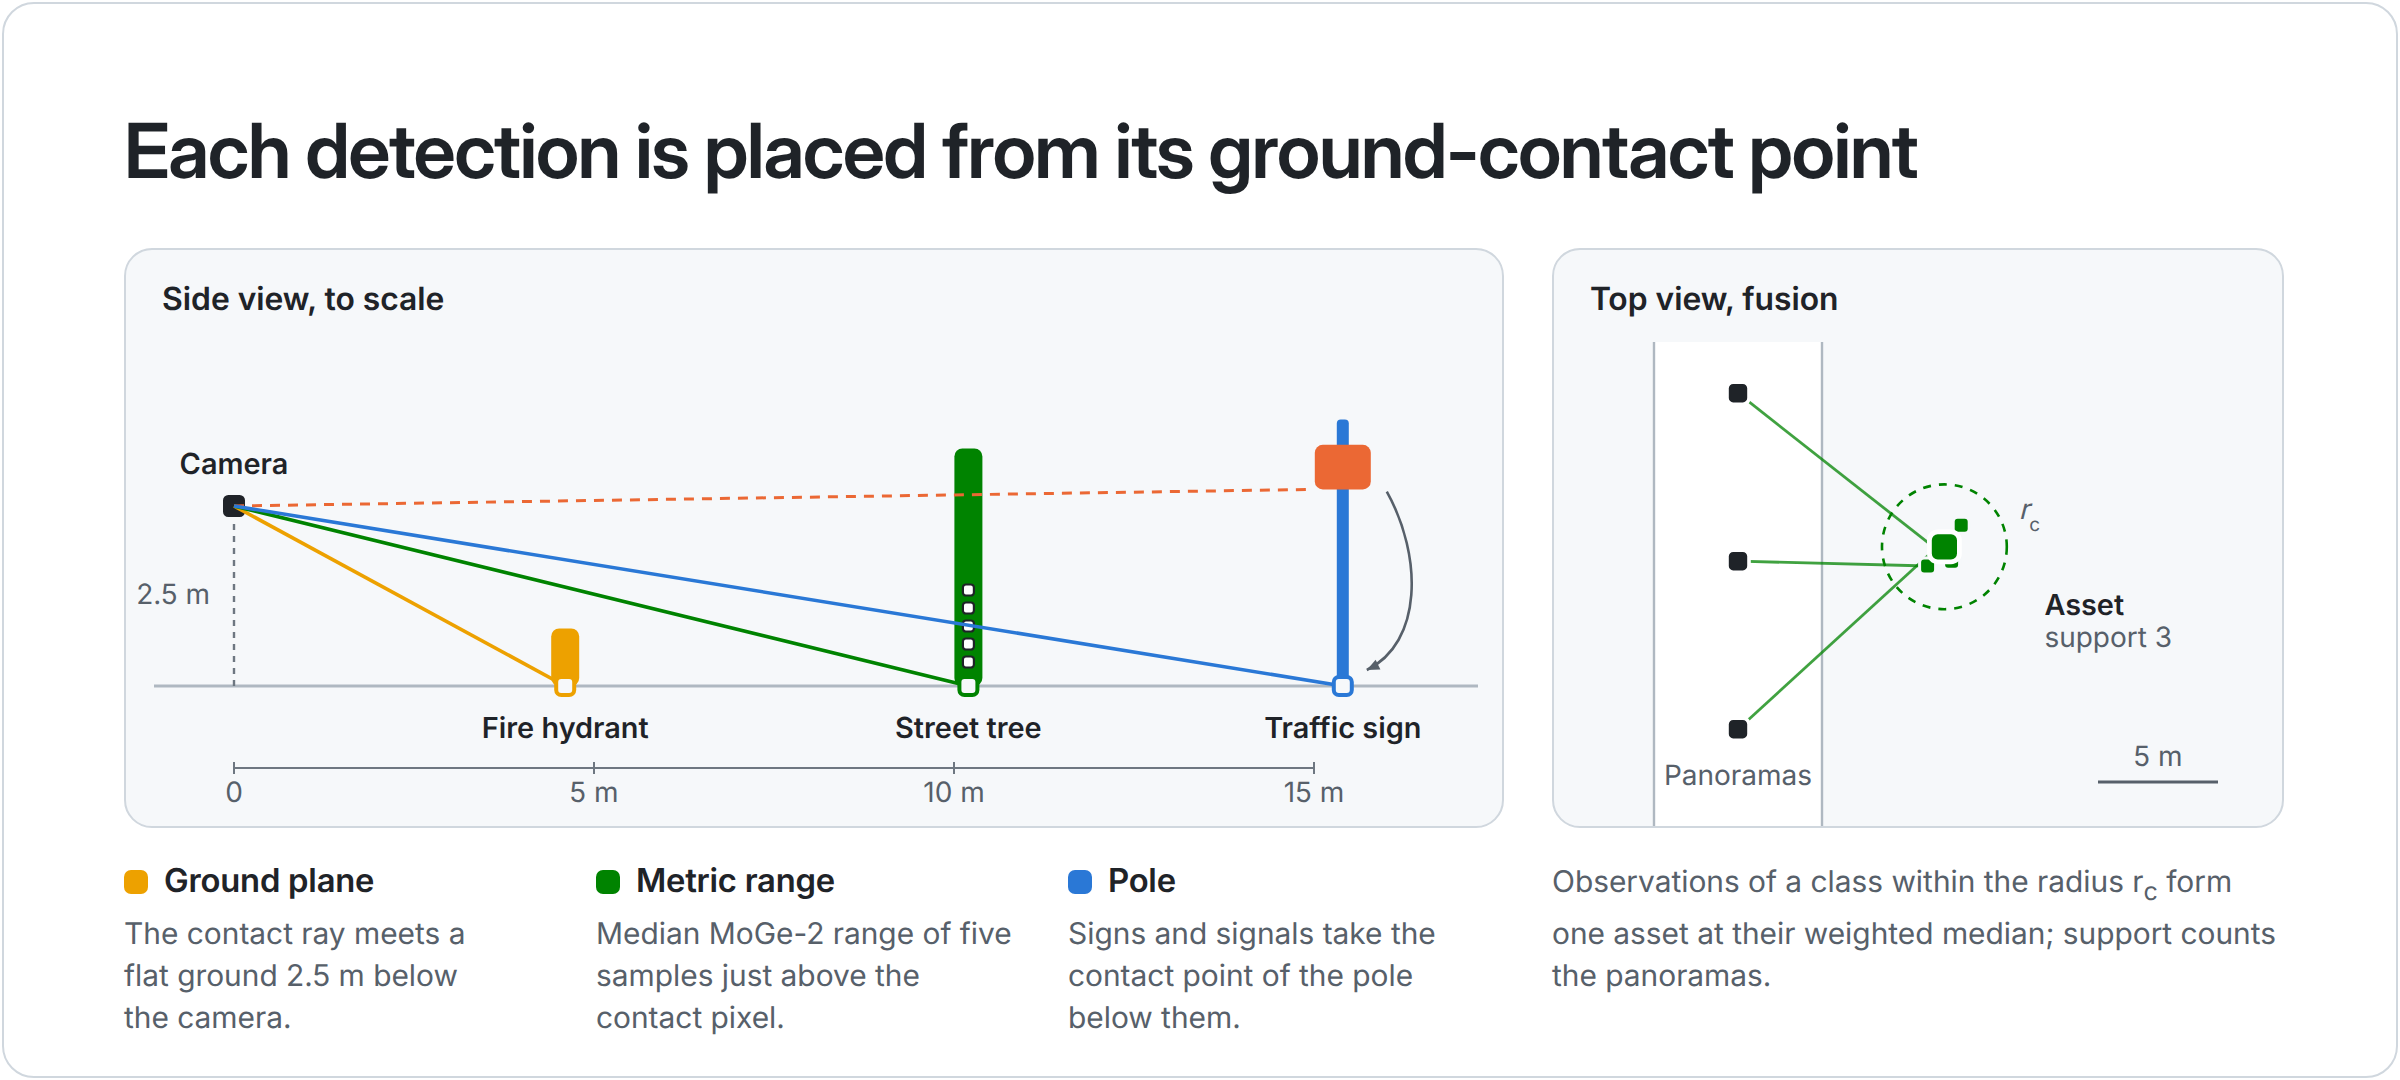 Each detection is placed from its ground-contact point
Side view, to scale
Camera
2.5 m
Fire hydrant
Street tree
Traffic sign
0
5 m
10 m
15 m
Top view, fusion
r_c
Asset
support 3
Panoramas
5 m
Ground plane
The contact ray meets a
flat ground 2.5 m below
the camera.
Metric range
Median MoGe-2 range of five
samples just above the
contact pixel.
Pole
Signs and signals take the
contact point of the pole
below them.
Observations of a class within the radius r_c form
one asset at their weighted median; support counts
the panoramas.